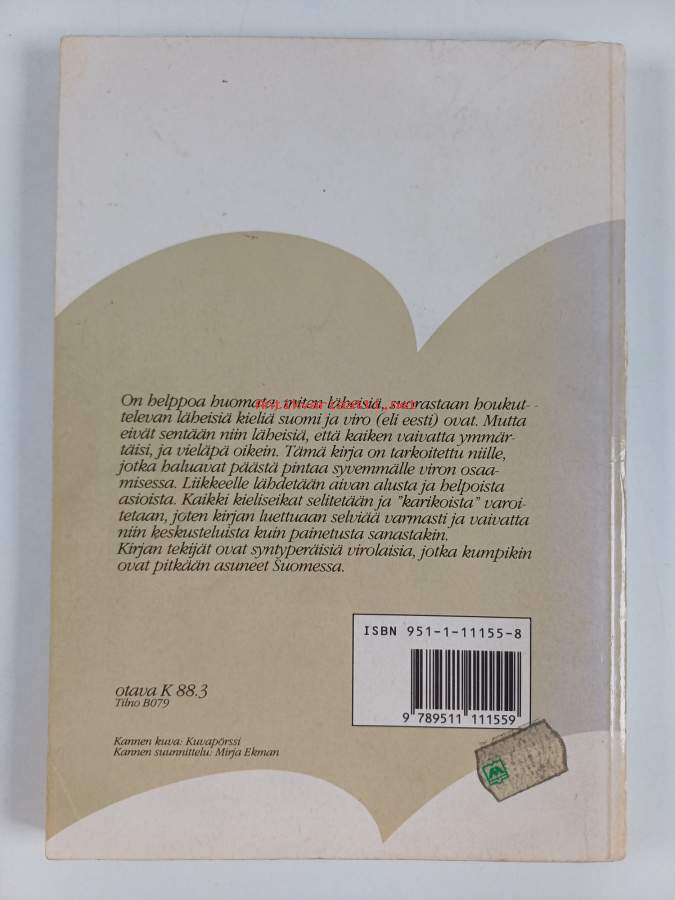 On helppoa huomata, miten läheisiä, suorastaan houkut-
televan läheisiä kieliä suomi ja viro (eli eesti) ovat. Mutta
eivät sentään niin läheisiä, että kaiken vaivatta ymmär-
täisi, ja vieläpä oikein. Tämä kirja on tarkoitettu niille,
jotka haluavat päästä pintaa syvemmälle viron osaa-
misessa. Liikkeelle lähdetään aivan alusta ja helpoista
asioista. Kaikki kieliseikat selitetään ja "karikoista" varoi-
tetaan, joten kirjan luettuaan selviää varmasti ja vaivatta
niin keskusteluista kuin painetusta sanastakin.
Kirjan tekijät ovat syntyperäisiä virolaisia, jotka kumpikin
ovat pitkään asuneet Suomessa.
ISBN 951-1-11155-8
9 789511 111559
otava K 88.3
Tilno B079
Kannen kuva: Kuvapörssi
Kannen suunnittelu: Mirja Ekman